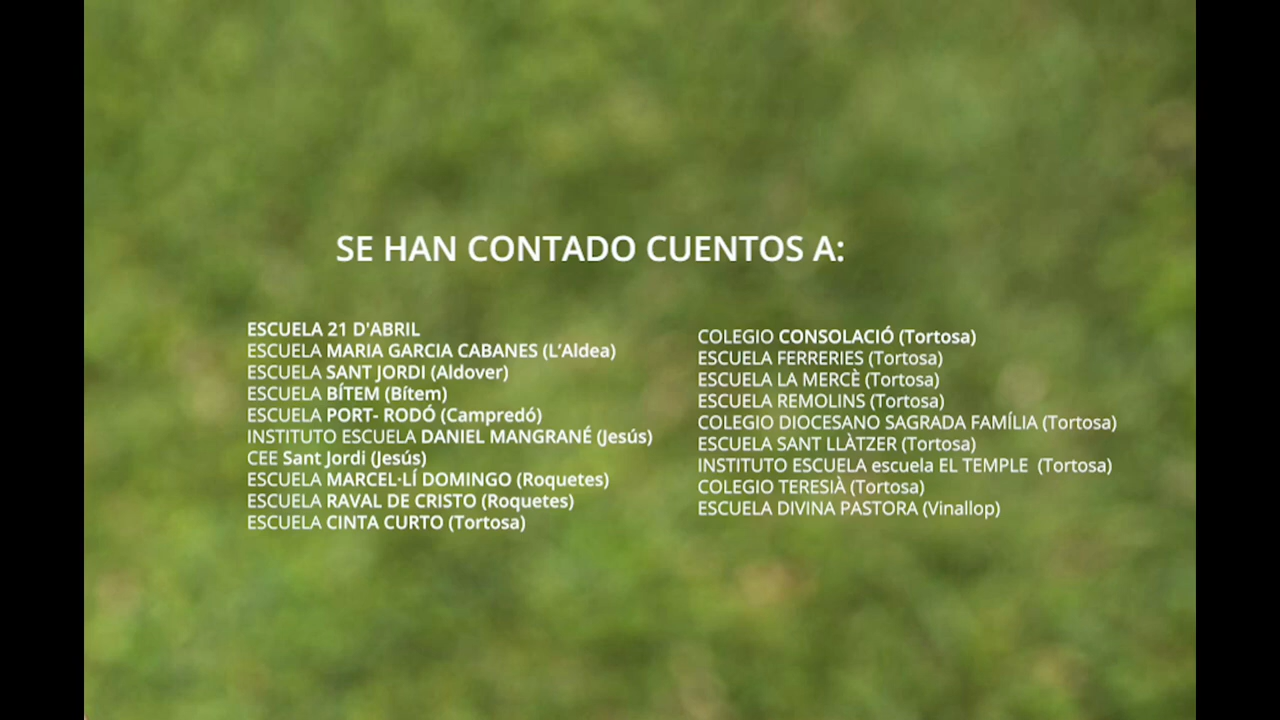 SE HAN CONTADO CUENTOS A:
ESCUELA 21 D'ABRIL
ESCUELA MARIA GARCIA CABANES (L’Aldea)
ESCUELA SANT JORDI (Aldover)
ESCUELA BÍTEM (Bítem)
ESCUELA PORT- RODÓ (Campredó)
INSTITUTO ESCUELA DANIEL MANGRANÉ (Jesús)
CEE Sant Jordi (Jesús)
ESCUELA MARCEL·LÍ DOMINGO (Roquetes)
ESCUELA RAVAL DE CRISTO (Roquetes)
ESCUELA CINTA CURTO (Tortosa)
COLEGIO CONSOLACIÓ (Tortosa)
ESCUELA FERRERIES (Tortosa)
ESCUELA LA MERCÈ (Tortosa)
ESCUELA REMOLINS (Tortosa)
COLEGIO DIOCESANO SAGRADA FAMÍLIA (Tortosa)
ESCUELA SANT LLÀTZER (Tortosa)
INSTITUTO ESCUELA escuela EL TEMPLE (Tortosa)
COLEGIO TERESIÀ (Tortosa)
ESCUELA DIVINA PASTORA (Vinallop)